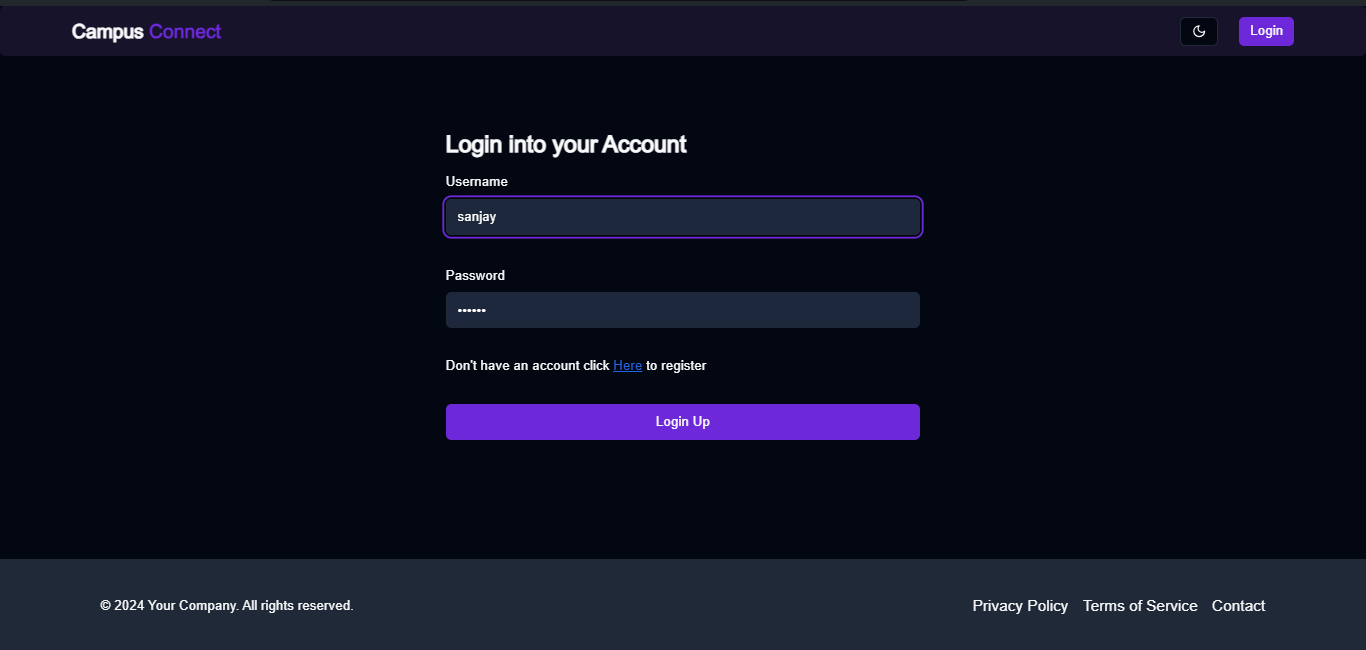 Campus Connect
Login
Login into your Account
Username
sanjay
Password
••••••
Don't have an account click Here to register
Login Up
© 2024 Your Company. All rights reserved.
Privacy Policy Terms of Service Contact